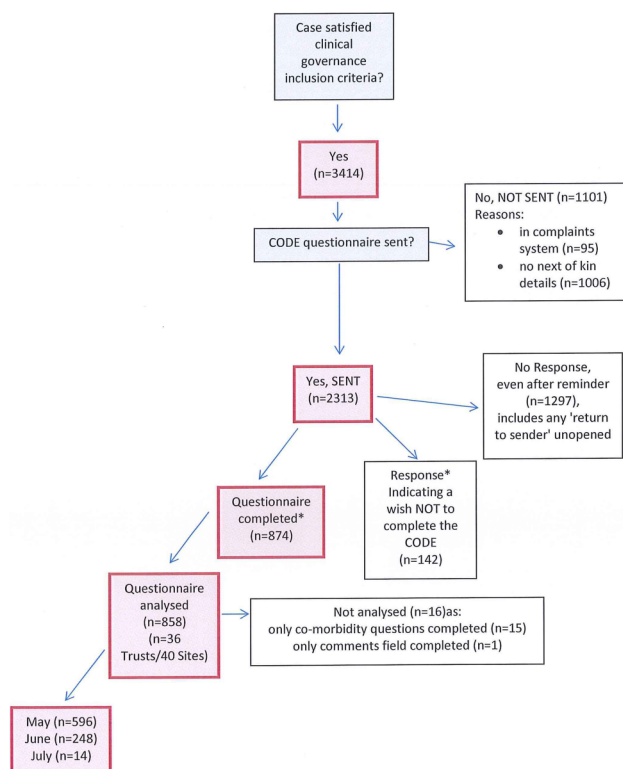 Case satisfied
clinical
governance
inclusion criteria?
Yes
(n=3414)
No, NOT SENT (n=1101)
Reasons:
• in complaints
system (n=95)
• no next of kin
details (n=1006)
CODE questionnaire sent?
Yes, SENT
(n=2313)
No Response,
even after reminder
(n=1297),
includes any 'return
to sender' unopened
Response*
Indicating a
wish NOT to
complete the
CODE
(n=142)
Questionnaire
completed*
(n=874)
Questionnaire
analysed
(n=858)
(n=36
Trusts/40 Sites)
Not analysed (n=16)as:
only co-morbidity questions completed (n=15)
only comments field completed (n=1)
May (n=596)
June (n=248)
July (n=14)